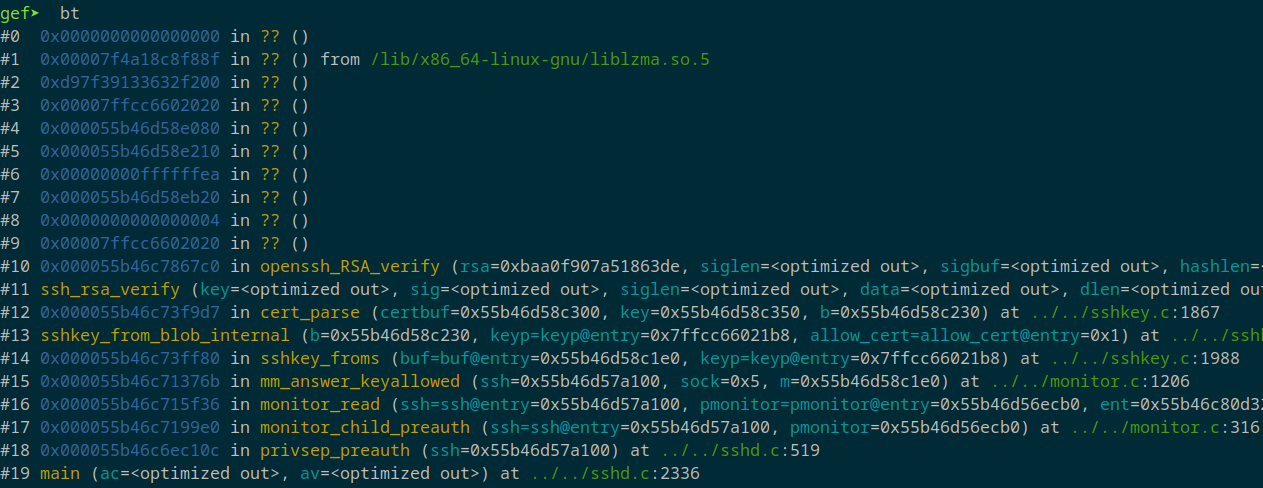 gef➤  bt
#0  0x0000000000000000 in ?? ()
#1  0x00007f4a18c8f88f in ?? () from /lib/x86_64-linux-gnu/liblzma.so.5
#2  0xd97f39133632f200 in ?? ()
#3  0x00007ffcc6602020 in ?? ()
#4  0x000055b46d58e080 in ?? ()
#5  0x000055b46d58e210 in ?? ()
#6  0x00000000ffffffea in ?? ()
#7  0x000055b46d58eb20 in ?? ()
#8  0x0000000000000004 in ?? ()
#9  0x00007ffcc6602020 in ?? ()
#10 0x000055b46c7867c0 in openssh_RSA_verify (rsa=0xbaa0f907a51863de, siglen=<optimized out>, sigbuf=<optimized out>, hashlen=<
#11 ssh_rsa_verify (key=<optimized out>, sig=<optimized out>, siglen=<optimized out>, data=<optimized out>, dlen=<optimized ou
#12 0x000055b46c73f9d7 in cert_parse (certbuf=0x55b46d58c300, key=0x55b46d58c350, b=0x55b46d58c230) at ../../sshkey.c:1867
#13 sshkey_from_blob_internal (b=0x55b46d58c230, keyp=keyp@entry=0x7ffcc66021b8, allow_cert=allow_cert@entry=0x1) at ../../sshk
#14 0x000055b46c73ff80 in sshkey_froms (buf=buf@entry=0x55b46d58c1e0, keyp=keyp@entry=0x7ffcc66021b8) at ../../sshkey.c:1988
#15 0x000055b46c71376b in mm_answer_keyallowed (ssh=0x55b46d57a100, sock=0x5, m=0x55b46d58c1e0) at ../../monitor.c:1206
#16 0x000055b46c715f36 in monitor_read (ssh=ssh@entry=0x55b46d57a100, pmonitor=pmonitor@entry=0x55b46d56ecb0, ent=0x55b46c80d32
#17 0x000055b46c7199e0 in monitor_child_preauth (ssh=ssh@entry=0x55b46d57a100, pmonitor=0x55b46d56ecb0) at ../../monitor.c:316
#18 0x000055b46c6ec10c in privsep_preauth (ssh=0x55b46d57a100) at ../../sshd.c:519
#19 main (ac=<optimized out>, av=<optimized out>) at ../../sshd.c:2336